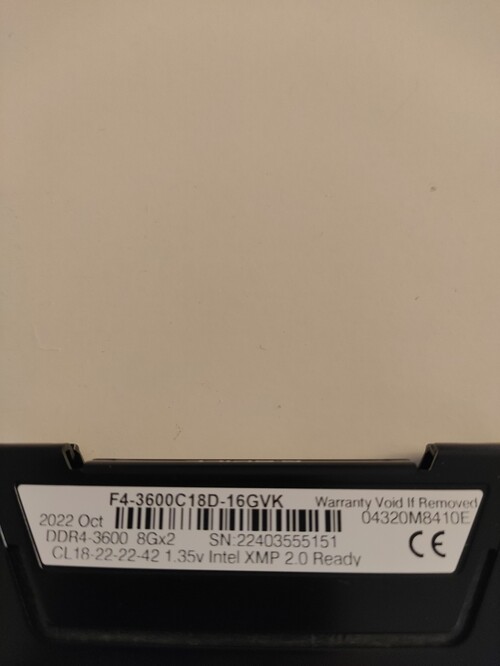 F4-3600C18D-16GVK Warranty Void If Removed
2022 Oct 04320M8410E
DDR4-3600 8Gx2 SN:22403555151
CL18-22-22-42 1.35v Intel XMP 2.0 Ready
CE